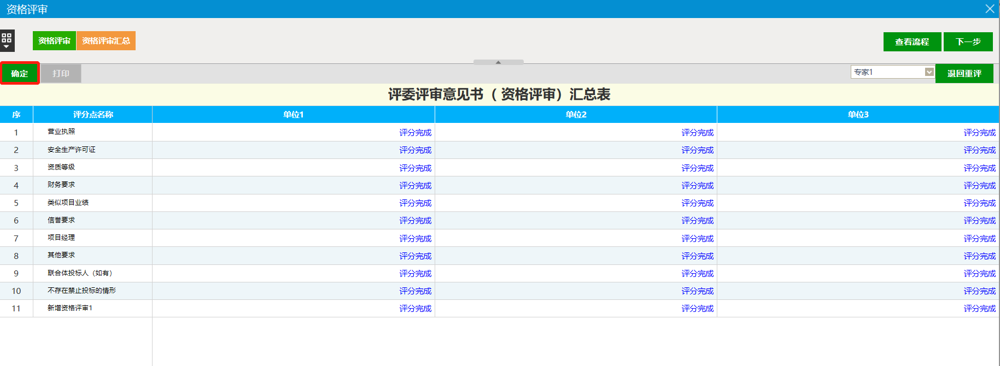 资格评审
资格评审 资格评审汇总 查看流程 下一步
确定 打印 专家1 退回重评
评委评审意见书（ 资格评审）汇总表
序 评分点名称 单位1 单位2 单位3
1 营业执照 评分完成 评分完成 评分完成
2 安全生产许可证 评分完成 评分完成 评分完成
3 资质等级 评分完成 评分完成 评分完成
4 财务要求 评分完成 评分完成 评分完成
5 类似项目业绩 评分完成 评分完成 评分完成
6 信誉要求 评分完成 评分完成 评分完成
7 项目经理 评分完成 评分完成 评分完成
8 其他要求 评分完成 评分完成 评分完成
9 联合体投标人（如有） 评分完成 评分完成 评分完成
10 不存在禁止投标的情形 评分完成 评分完成 评分完成
11 新增资格评审1 评分完成 评分完成 评分完成